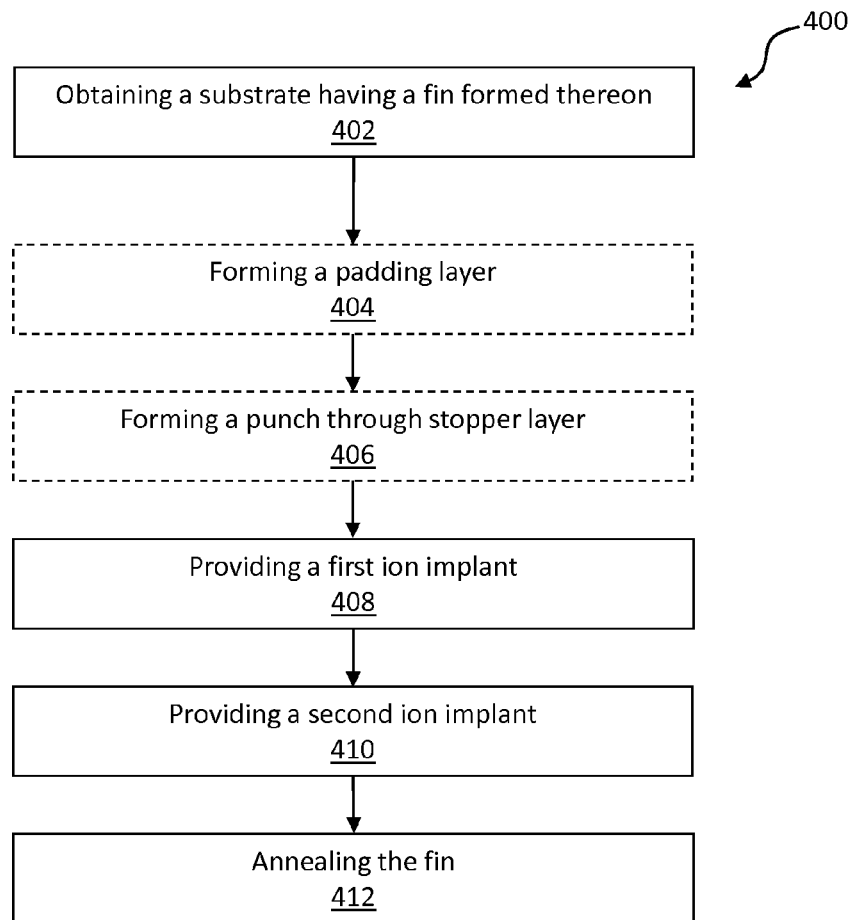 400
Obtaining a substrate having a fin formed thereon
402
Forming a padding layer
404
Forming a punch through stopper layer
406
Providing a first ion implant
408
Providing a second ion implant
410
Annealing the fin
412